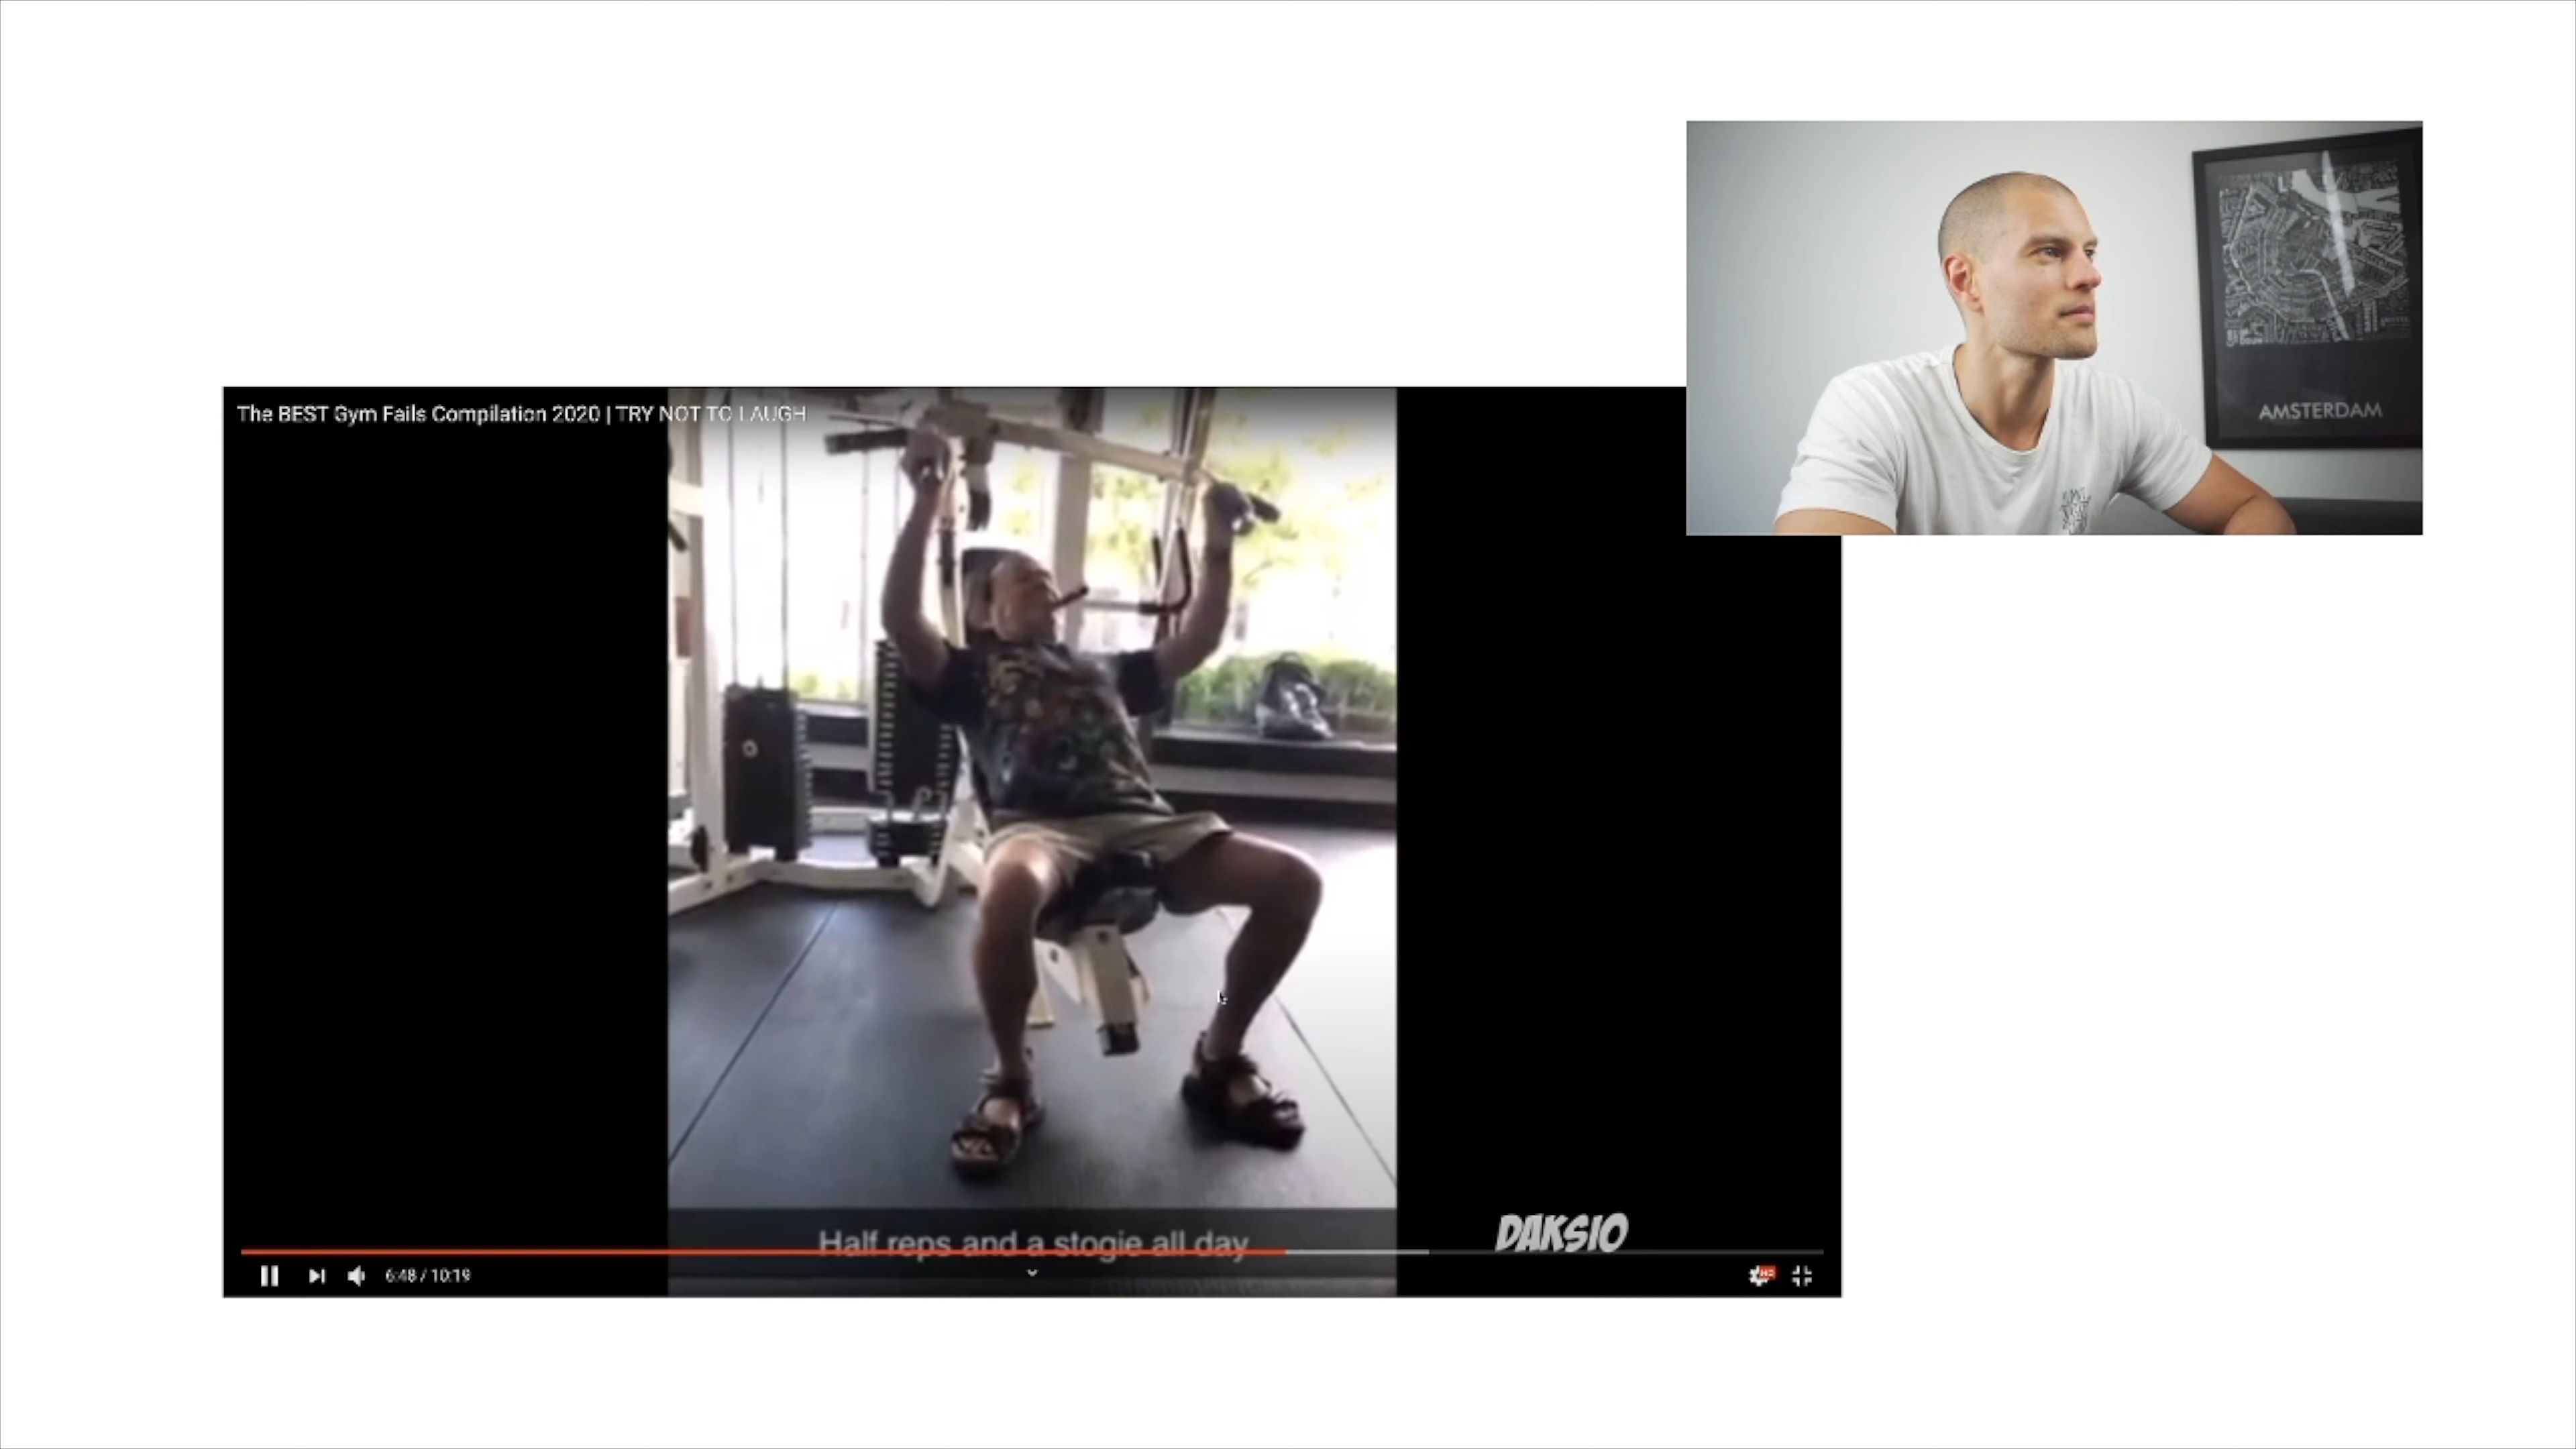 The BEST Gym Fails Compilation 2020 | TRY NOT TO LAUGH
AMSTERDAM
Half reps and a stogie all day
DAKSIO
6:48 / 10:19
HD